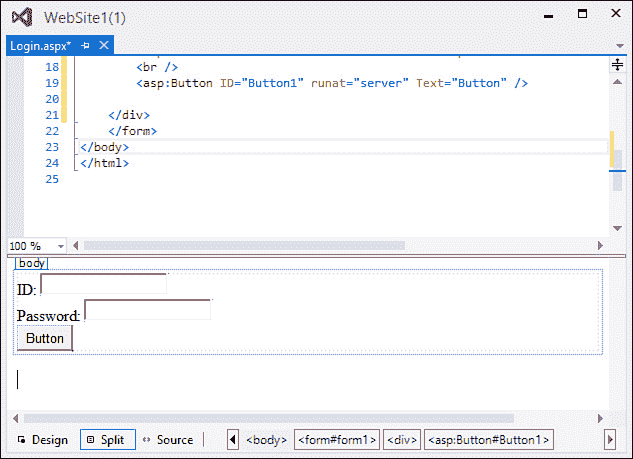 WebSite1(1)
Login.aspx*
18 <br />
19 <asp:Button ID="Button1" runat="server" Text="Button" />
20
21 </div>
22 </form>
23 </body>
24 </html>
25
100 %
body
ID:
Password:
Button
Design Split Source <body> <form#form1> <div> <asp:Button#Button1>